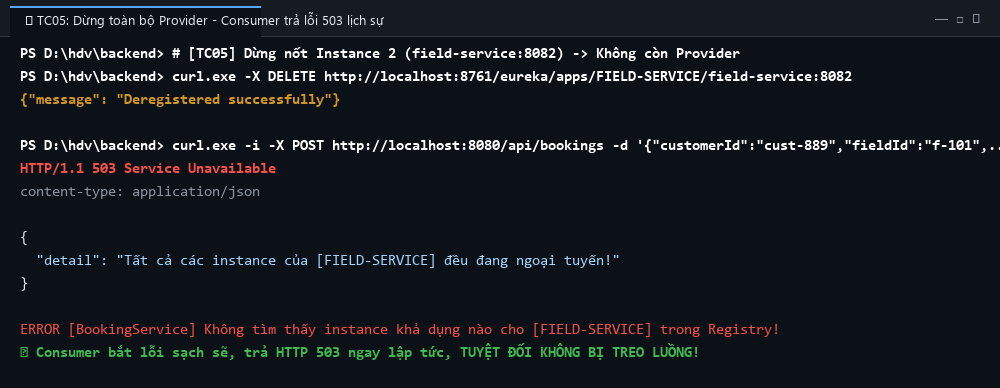 TC05: Dừng toàn bộ Provider - Consumer trả lỗi 503 lịch sự
PS D:\hdv\backend> # [TC05] Dừng nốt Instance 2 (field-service:8082) -> Không còn Provider
PS D:\hdv\backend> curl.exe -X DELETE http://localhost:8761/eureka/apps/FIELD-SERVICE/field-service:8082
{"message": "Deregistered successfully"}
PS D:\hdv\backend> curl.exe -i -X POST http://localhost:8080/api/bookings -d '{"customerId":"cust-889","fieldId":"f-101",...
HTTP/1.1 503 Service Unavailable
content-type: application/json
{
"detail": "Tất cả các instance của [FIELD-SERVICE] đều đang ngoại tuyến!"
}
ERROR [BookingService] Không tìm thấy instance khả dụng nào cho [FIELD-SERVICE] trong Registry!
Consumer bắt lỗi sạch sẽ, trả HTTP 503 ngay lập tức, TUYỆT ĐỐI KHÔNG BỊ TREO LUỒNG!